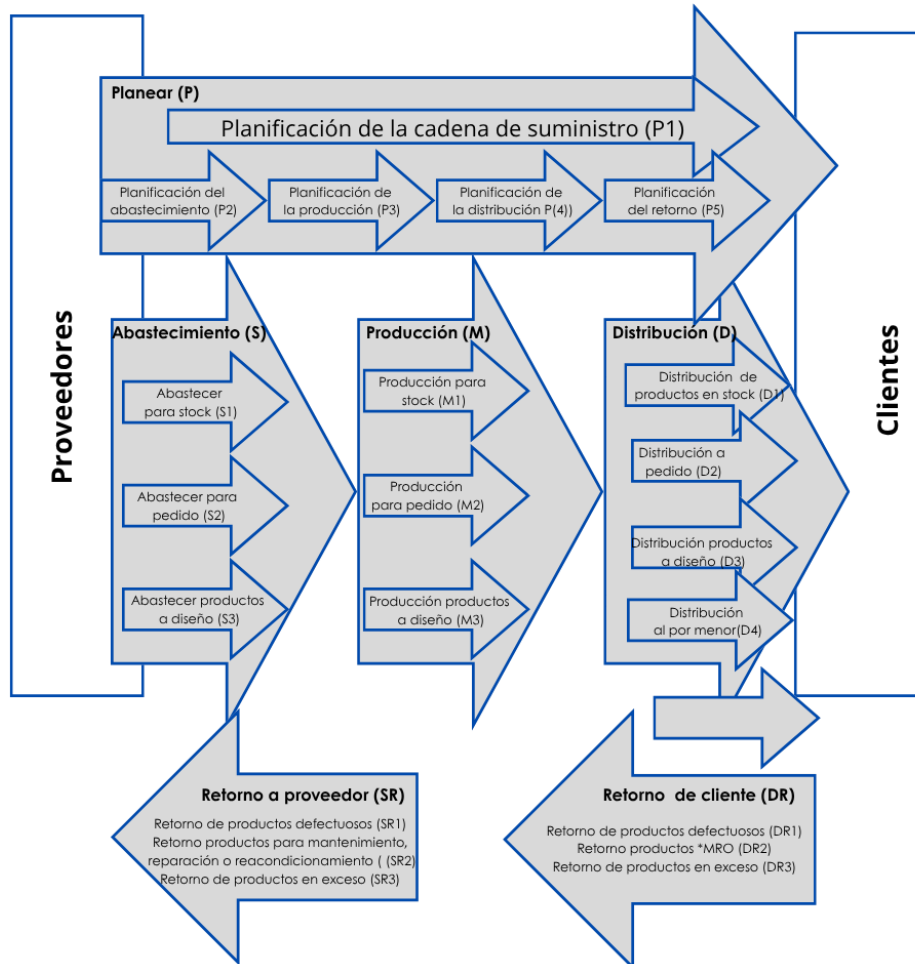 Proveedores
Clientes
Planear (P)
Planificación de la cadena de suministro (P1)
Planificación del
abastecimiento (P2)
Planificación de
la producción (P3)
Planificación de
la distribución P(4))
Planificación
del retorno (P5)
Abastecimiento (S)
Abastecer
para stock (S1)
Abastecer para
pedido (S2)
Abastecer productos
a diseño (S3)
Producción (M)
Producción para
stock (M1)
Producción
para pedido (M2)
Producción productos
a diseño (M3)
Distribución (D)
Distribución de
productos en stock (D1)
Distribución a
pedido (D2)
Distribución productos
a diseño (D3)
Distribución
al por menor(D4)
Retorno a proveedor (SR)
Retorno de productos defectuosos (SR1)
Retorno productos para mantenimiento,
reparación o reacondicionamiento ( (SR2)
Retorno de productos en exceso (SR3)
Retorno de cliente (DR)
Retorno de productos defectuosos (DR1)
Retorno productos *MRO (DR2)
Retorno de productos en exceso (DR3)